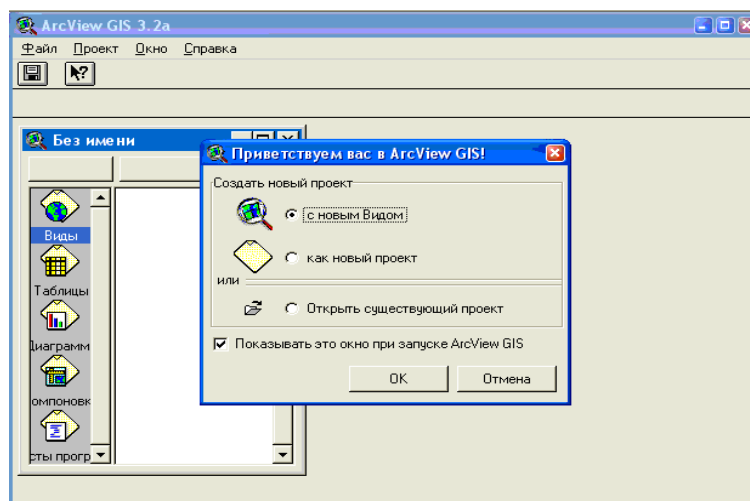 ArcView GIS 3.2a
Файл Проект Окно Справка
Без имени
Виды
Таблицы
Диаграмм
омпоновк
сты прогр
Приветствуем вас в ArcView GIS!
Создать новый проект
с новым Видом
как новый проект
или
Открыть существующий проект
Показывать это окно при запуске ArcView GIS
OK Отмена